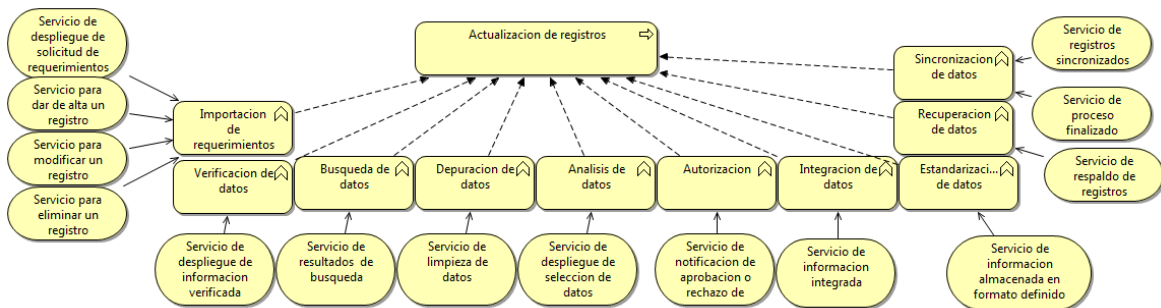 Servicio de
despliegue de
solicitud de
requerimientos
Servicio para
dar de alta un
registro
Servicio para
modificar un
registro
Servicio para
eliminar un
registro
Actualizacion de registros
Importacion
de
requerimientos
Verificacion de
datos
Busqueda de
datos
Depuracion de
datos
Analisis de
datos
Autorizacion
Integracion de
datos
Estandarizaci...
de datos
Sincronizacion
de datos
Recuperacion
de datos
Servicio de
registros
sincronizados
Servicio de
proceso
finalizado
Servicio de
respaldo de
registros
Servicio de
despliegue de
informacion
verificada
Servicio de
resultados de
busqueda
Servicio de
limpieza de
datos
Servicio de
despliegue de
seleccion de
datos
Servicio de
notificacion de
aprobacion o
rechazo de
Servicio de
informacion
integrada
Servicio de
informacion
almacenada en
formato definido